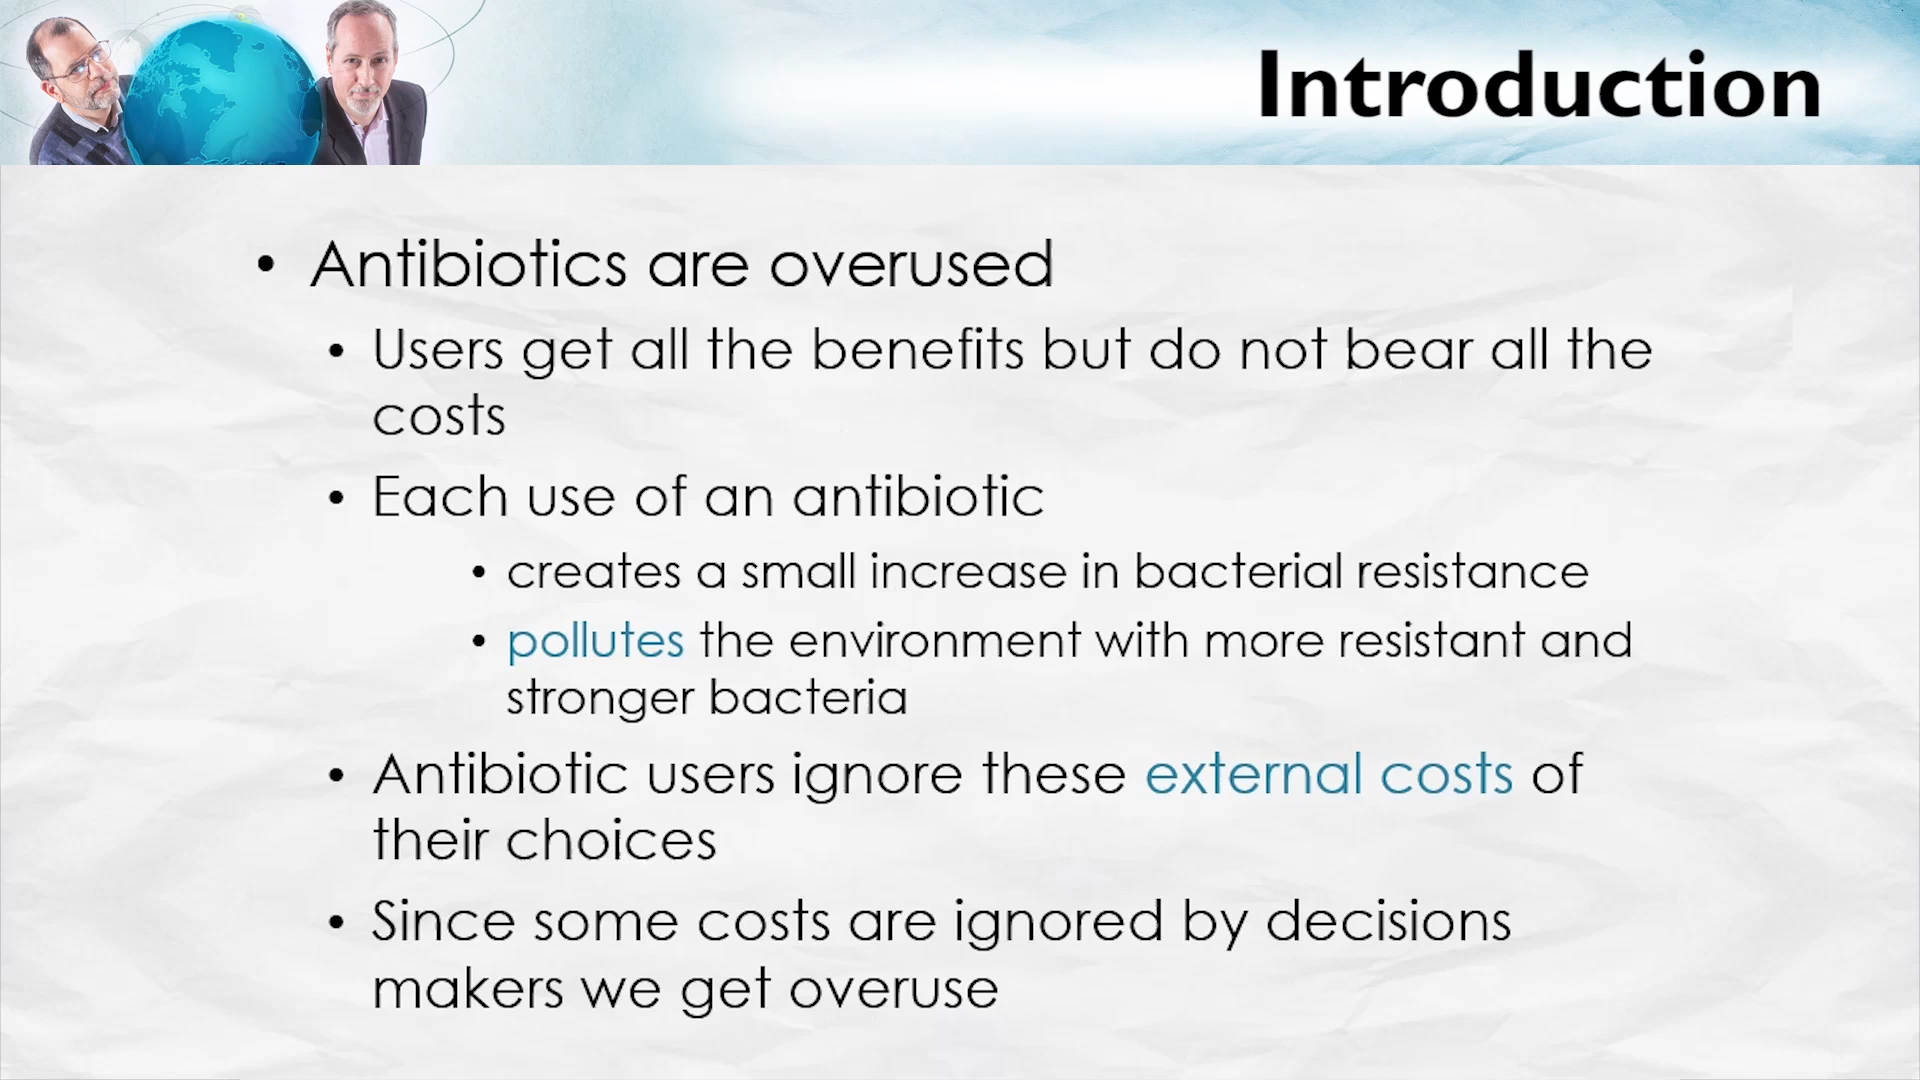 Introduction
• Antibiotics are overused
• Users get all the benefits but do not bear all the
costs
• Each use of an antibiotic
• creates a small increase in bacterial resistance
• pollutes the environment with more resistant and
stronger bacteria
• Antibiotic users ignore these external costs of
their choices
• Since some costs are ignored by decisions
makers we get overuse